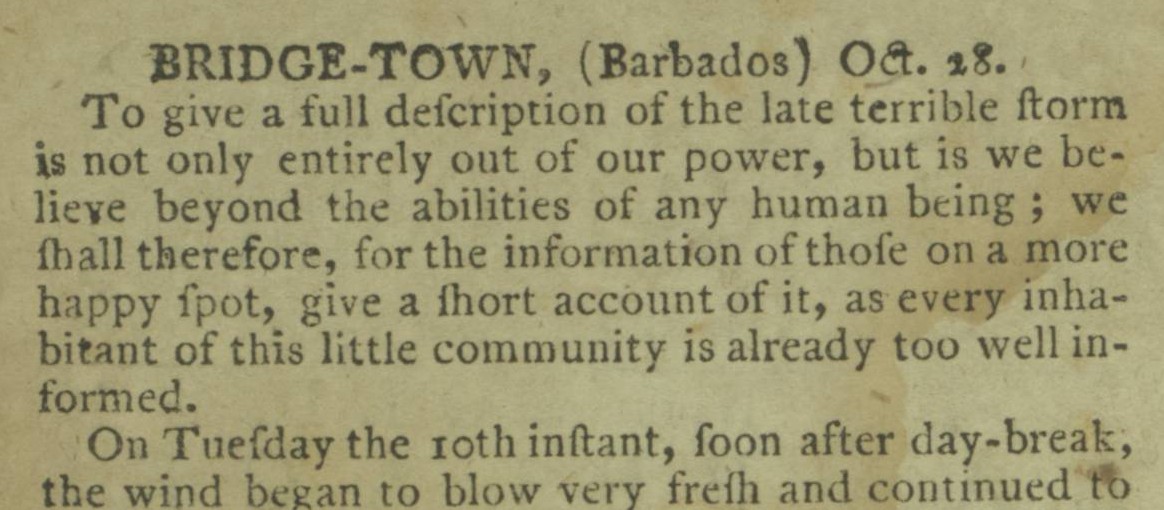 BRIDGE-TOWN, (Barbados) Oct. 28.
To give a full deſcription of the late terrible ſtorm
is not only entirely out of our power, but is we be-
lieve beyond the abilities of any human being ; we
ſhall therefore, for the information of thoſe on a more
happy ſpot, give a ſhort account of it, as every inha-
bitant of this little community is already too well in-
formed.
On Tueſday the 10th inſtant, ſoon after day-break,
the wind began to blow very freſh and continued to